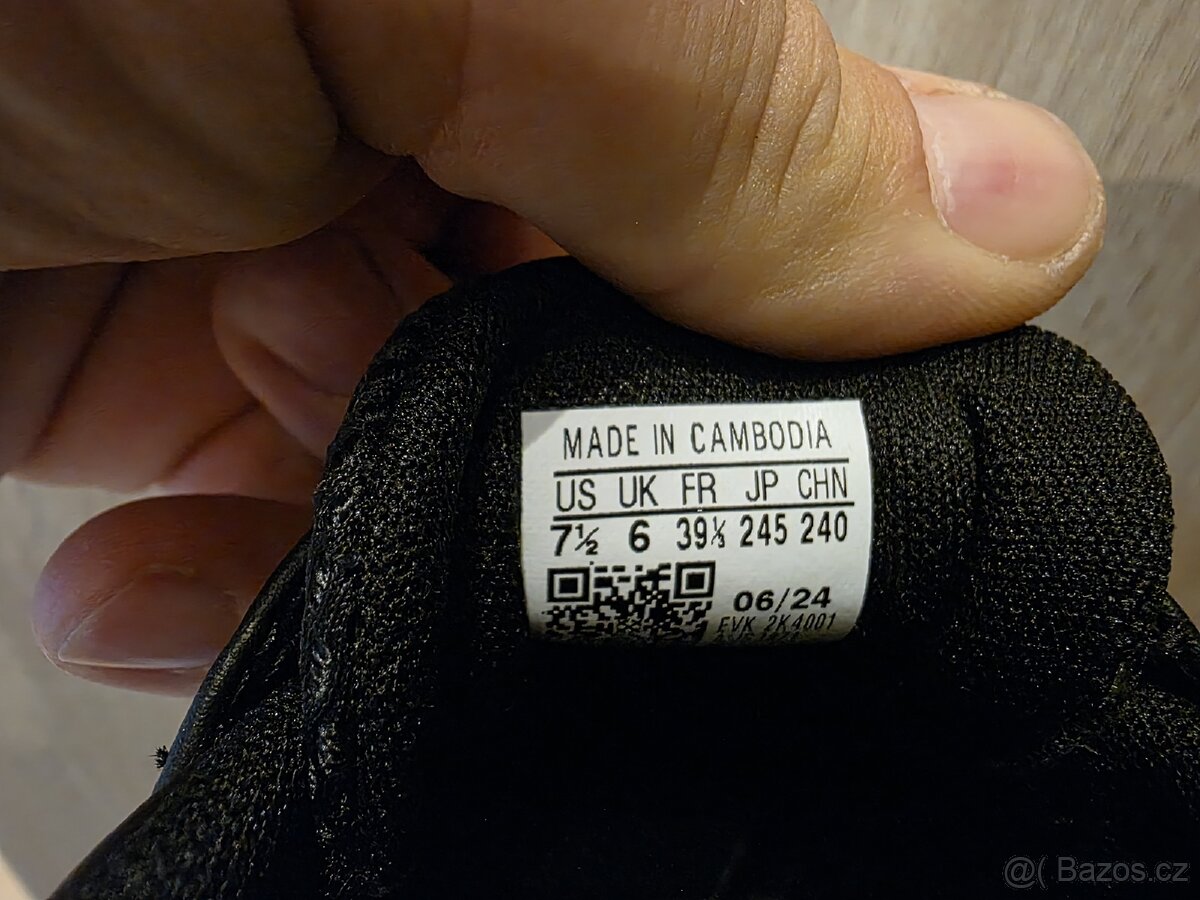 MADE IN CAMBODIA
US UK FR JP CHN
7½ 6 39⅓ 245 240
06/24
EVK 2K4001
@( Bazos.cz